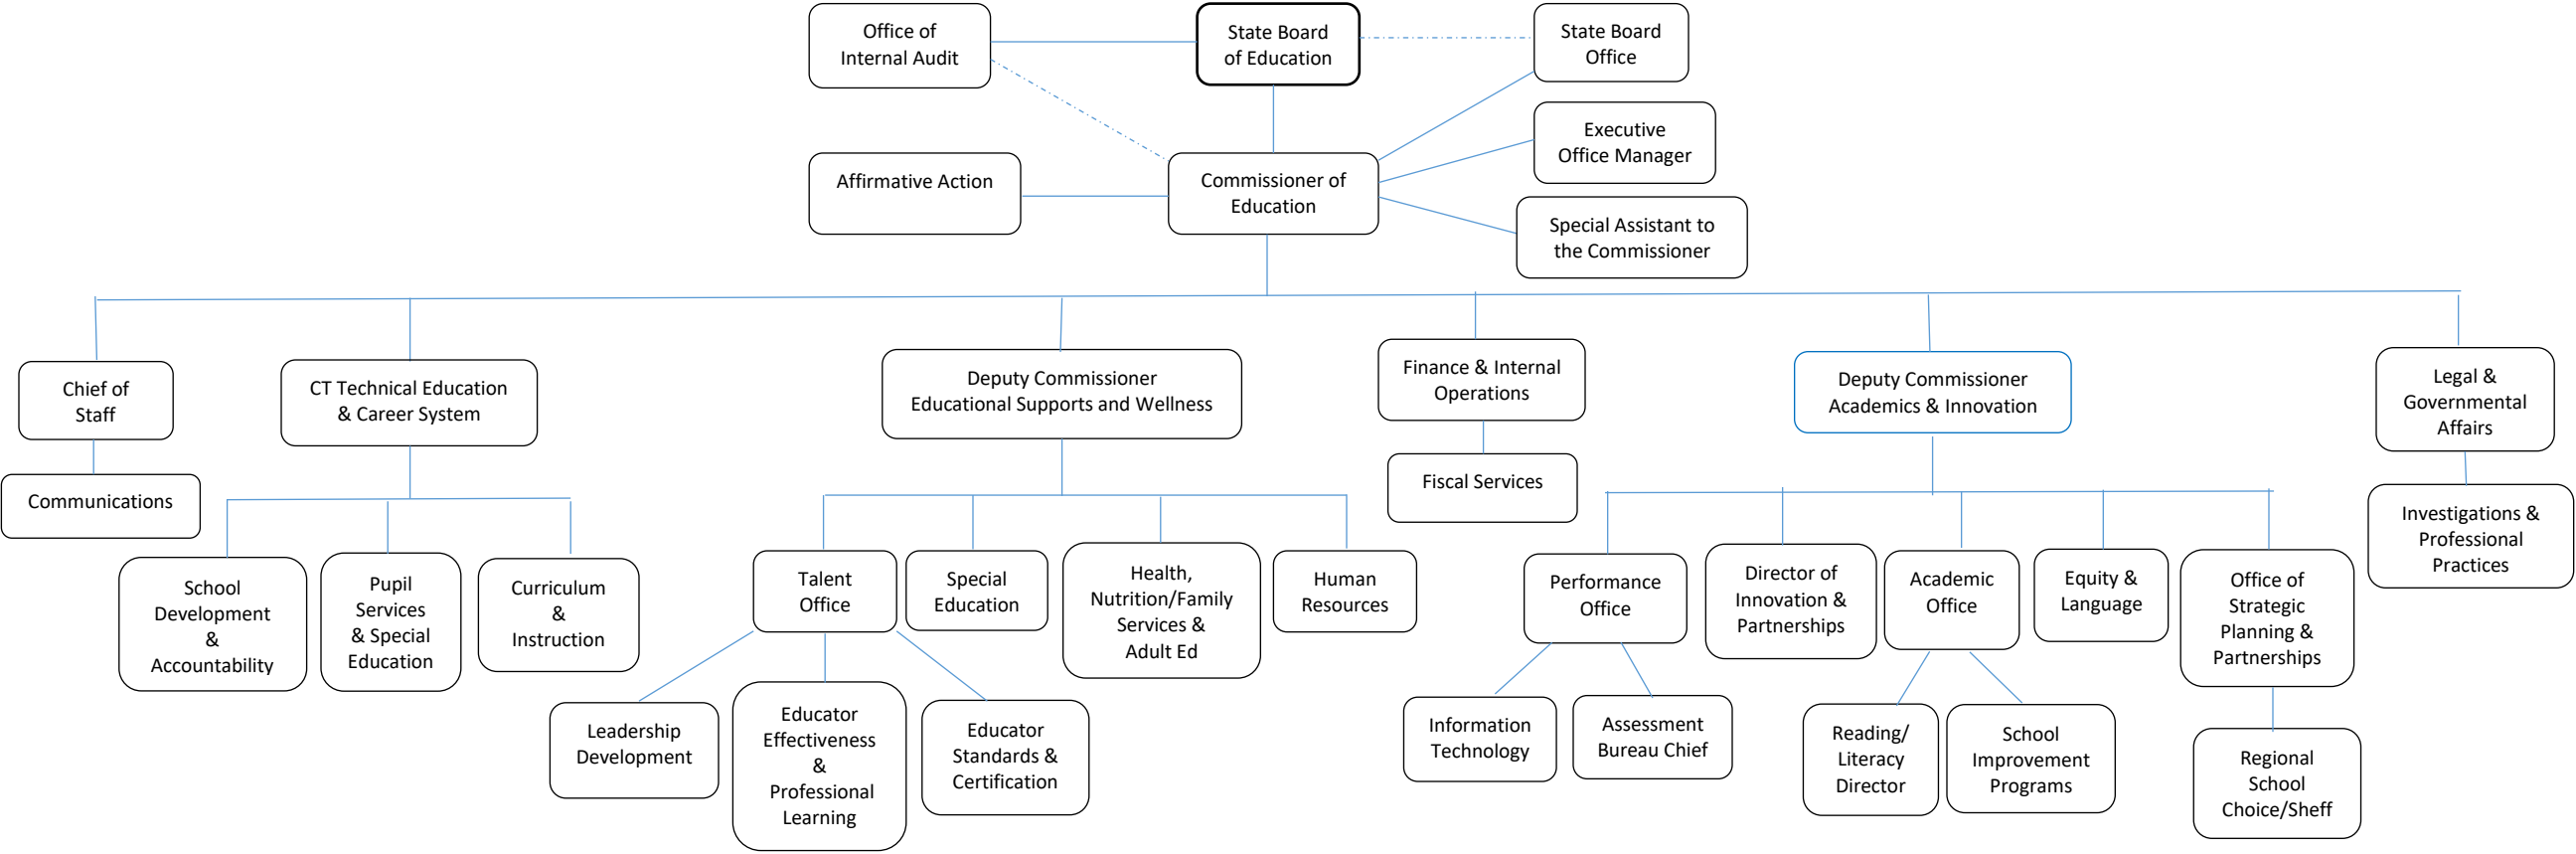 Office of
Internal Audit
State Board
of Education
State Board
Office
Executive
Office Manager
Affirmative Action
Commissioner of
Education
Special Assistant to
the Commissioner
Chief of
Staff
CT Technical Education
& Career System
Deputy Commissioner
Educational Supports and Wellness
Finance & Internal
Operations
Deputy Commissioner
Academics & Innovation
Legal &
Governmental
Affairs
Communications
Fiscal Services
Investigations &
Professional
Practices
School
Development
&
Accountability
Pupil
Services
& Special
Education
Curriculum
&
Instruction
Talent
Office
Special
Education
Health,
Nutrition/Family
Services &
Adult Ed
Human
Resources
Performance
Office
Director of
Innovation &
Partnerships
Academic
Office
Equity &
Language
Office of
Strategic
Planning &
Partnerships
Leadership
Development
Educator
Effectiveness
&
Professional
Learning
Educator
Standards &
Certification
Information
Technology
Assessment
Bureau Chief
Reading/
Literacy
Director
School
Improvement
Programs
Regional
School
Choice/Sheff